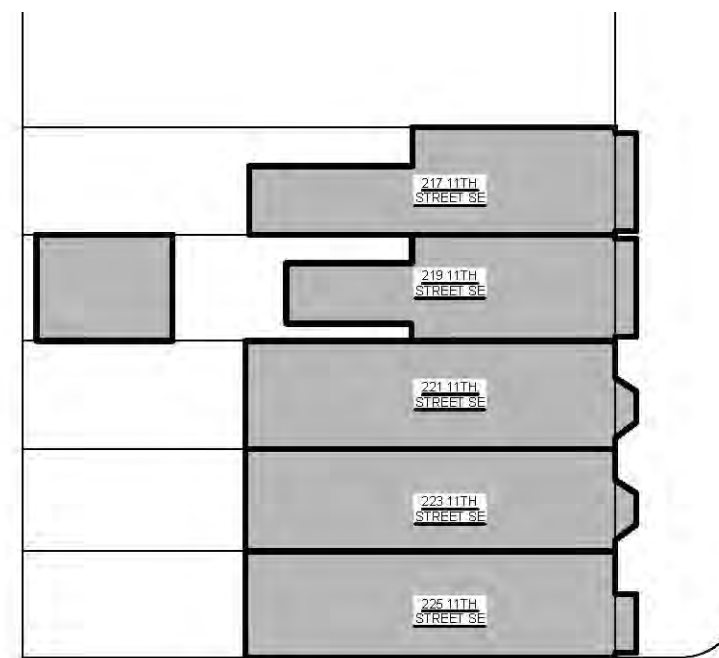 217 11TH
STREET SE
219 11TH
STREET SE
221 11TH
STREET SE
223 11TH
STREET SE
225 11TH
STREET SE